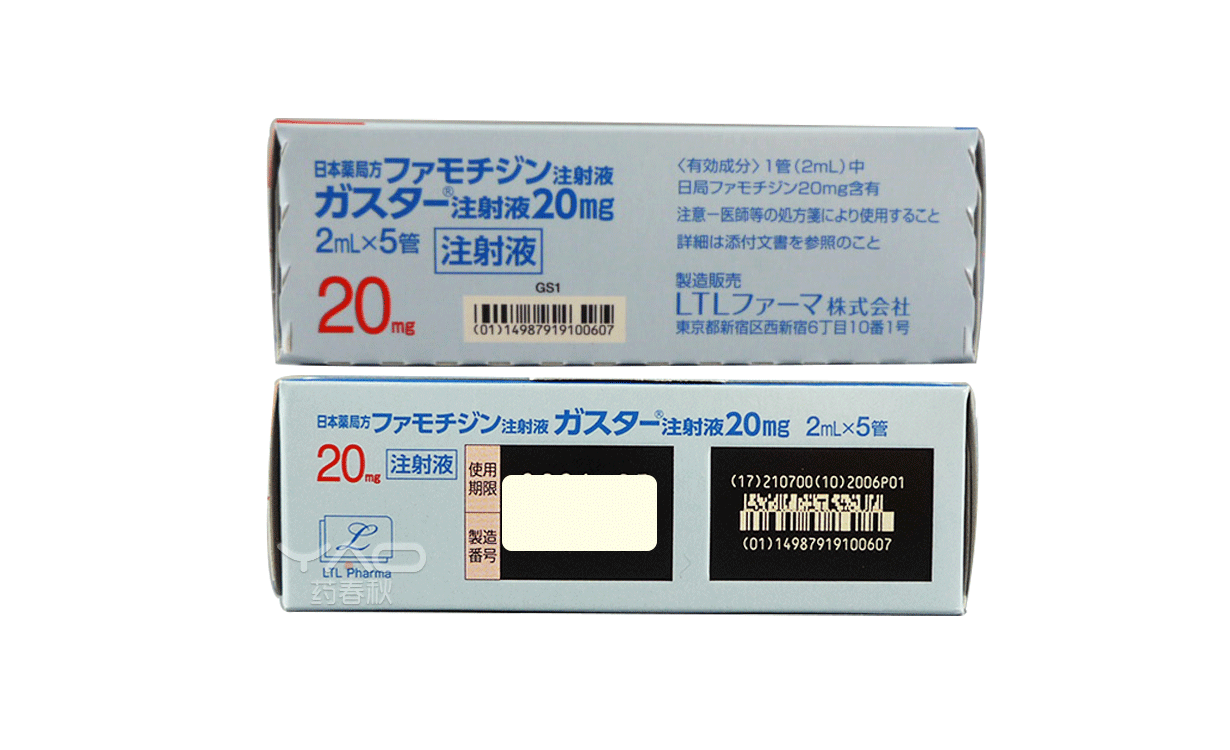 日本薬局方ファモチジン注射液
ガスター®注射液20mg
2mL×5管 注射液
20mg
GS1
(01)14987919100607
〈有効成分〉1管(2mL)中
日局ファモチジン20mg含有
注意－医師等の処方箋により使用すること
詳細は添付文書を参照のこと
製造販売
LTLファーマ株式会社
東京都新宿区西新宿6丁目10番1号
日本薬局方ファモチジン注射液 ガスター®注射液20mg 2mL×5管
20mg 注射液
使用
期限
製造
番号
(17)210700(10)2006P01
(01)14987919100607
L
LTL Pharma
YAO
药春秋